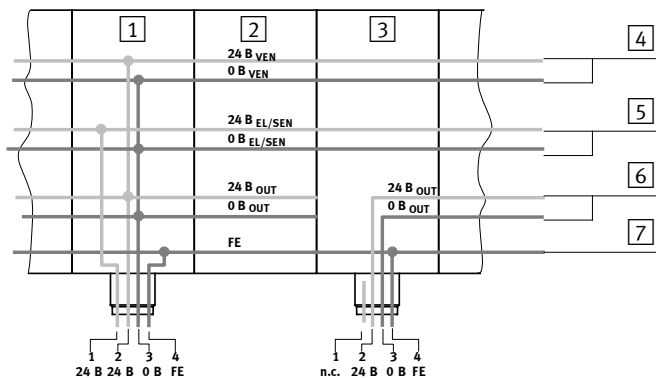 1 2 3
4
24 В VEN
0 В VEN
5
24 В EL/SEN
0 В EL/SEN
6
24 В OUT 24 В OUT
0 В OUT 0 В OUT
7
FE
1 2 3 4 1 2 3 4
24 В 24 В 0 В FE n.c. 24 В 0 В FE